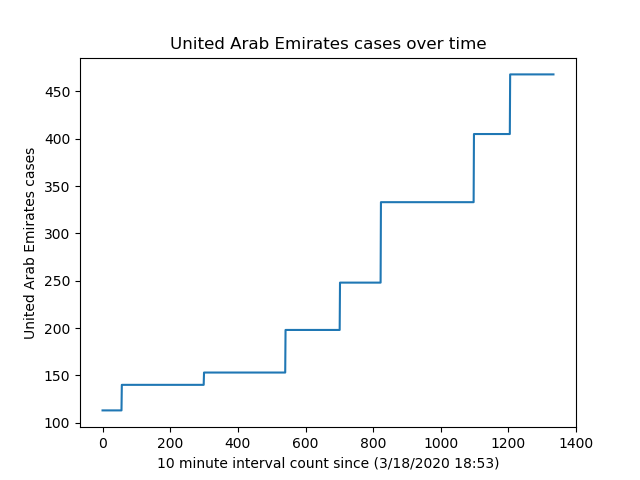 United Arab Emirates cases over time
United Arab Emirates cases
450
400
350
300
250
200
150
100
0 200 400 600 800 1000 1200 1400
10 minute interval count since (3/18/2020 18:53)